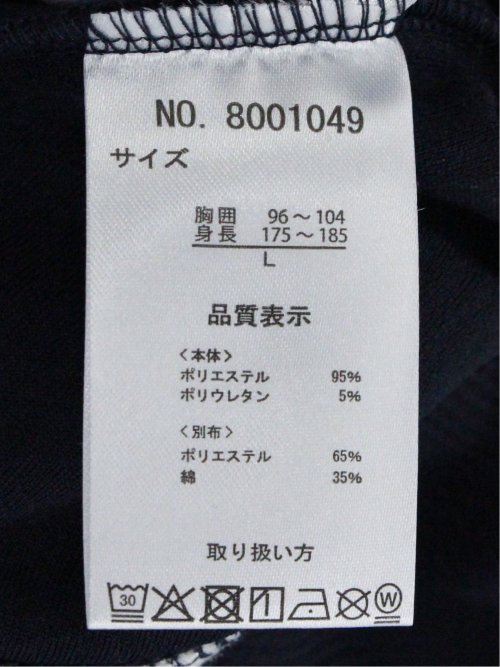 NO. 8001049
サイズ
胸囲 96～104
身長 175～185
L
品質表示
<本体>
ポリエステル 95%
ポリウレタン 5%
<別布>
ポリエステル 65%
綿 35%
取り扱い方
30 W